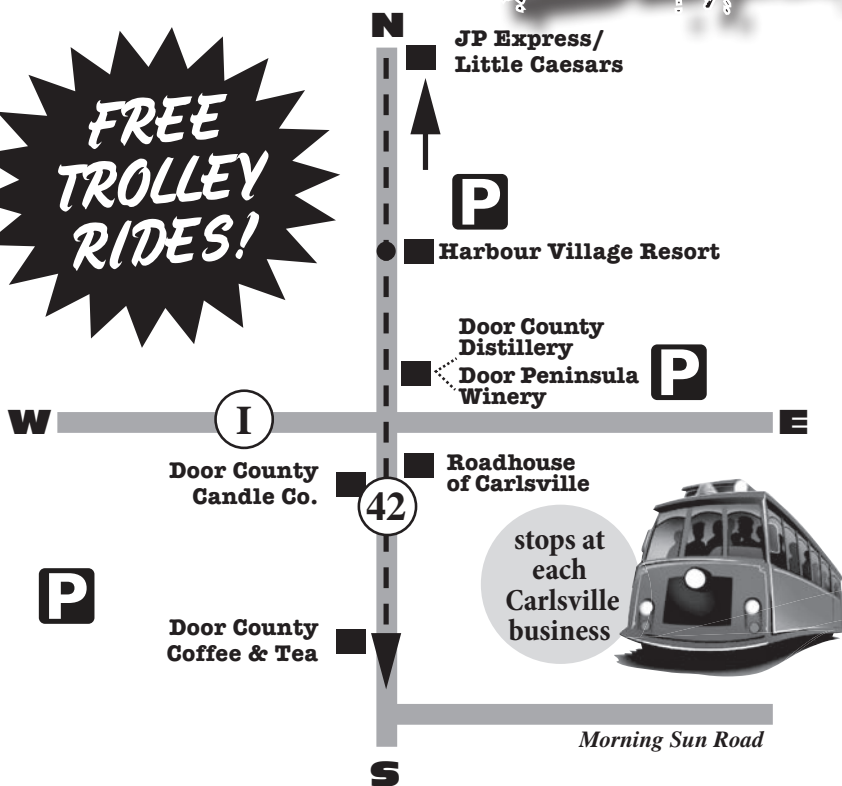 N
JP Express/
Little Caesars
FREE
TROLLEY
RIDES!
P
Harbour Village Resort
Door County
Distillery
Door Peninsula
Winery
P
W
I
E
Door County
Candle Co.
Roadhouse
of Carlsville
42
stops at
each
Carlsville
business
P
Door County
Coffee & Tea
Morning Sun Road
S